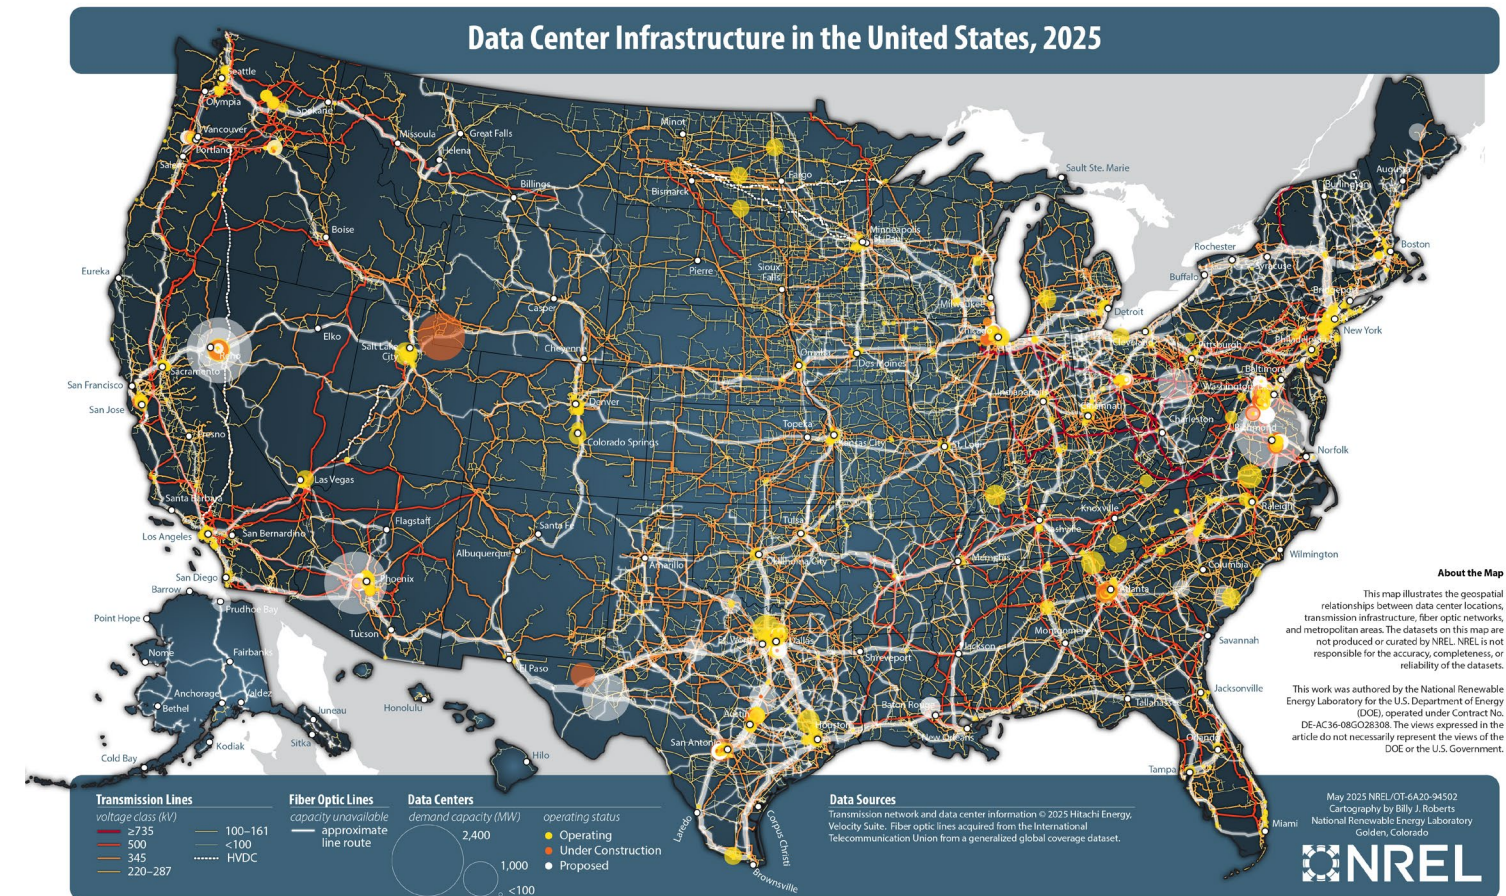 Data Center Infrastructure in the United States, 2025
Seattle
Olympia
Spokane
Vancouver
Portland
Salem
Missoula
Great Falls
Helena
Billings
Minot
Bismarck
Fargo
Sault Ste. Marie
Augusta
Burlington
Boise
Minneapolis
St. Paul
Rochester
Boston
Syracuse
Buffalo
Eureka
Pierre
Sioux
Falls
Casper
Milwaukee
Detroit
Bridgeport
New York
Elko
Reno
Salt Lake
City
Cheyenne
Chicago
Cleveland
Philadelphia
Pittsburgh
Sacramento
Omaha
Des Moines
Baltimore
San Francisco
Washington
San Jose
Denver
Indianapolis
Cincinnati
Charleston
Fresno
Topeka
Kansas City
St. Louis
Richmond
Colorado Springs
Norfolk
Las Vegas
Santa Barbara
Knoxville
Raleigh
Los Angeles
San Bernardino
Flagstaff
Santa Fe
Tulsa
Nashville
Albuquerque
Amarillo
Oklahoma City
Memphis
Wilmington
Columbia
San Diego
Phoenix
Atlanta
Barrow
Prudhoe Bay
Point Hope
Tucson
Ft. Worth
Dallas
Montgomery
Savannah
Nome
Fairbanks
El Paso
Shreveport
Jackson
Anchorage
Valdez
Bethel
Juneau
Honolulu
Baton Rouge
Tallahassee
Jacksonville
Austin
Houston
New Orleans
Kodiak
Sitka
San Antonio
Orlando
Cold Bay
Hilo
Tampa
Laredo
Corpus Christi
Miami
Brownsville
About the Map
This map illustrates the geospatial
relationships between data center locations,
transmission infrastructure, fiber optic networks,
and metropolitan areas. The datasets on this map are
not produced or curated by NREL. NREL is not
responsible for the accuracy, completeness, or
reliability of the datasets.
This work was authored by the National Renewable
Energy Laboratory for the U.S. Department of Energy
(DOE), operated under Contract No.
DE-AC36-08GO28308. The views expressed in the
article do not necessarily represent the views of the
DOE or the U.S. Government.
Transmission Lines
voltage class (kV)
≥735
500
345
220–287
100–161
<100
HVDC
Fiber Optic Lines
capacity unavailable
approximate
line route
Data Centers
demand capacity (MW)
2,400
1,000
<100
operating status
Operating
Under Construction
Proposed
Data Sources
Transmission network and data center information © 2025 Hitachi Energy,
Velocity Suite. Fiber optic lines acquired from the International
Telecommunication Union from a generalized global coverage dataset.
May 2025 NREL/OT-6A20-94502
Cartography by Billy J. Roberts
National Renewable Energy Laboratory
Golden, Colorado
NREL